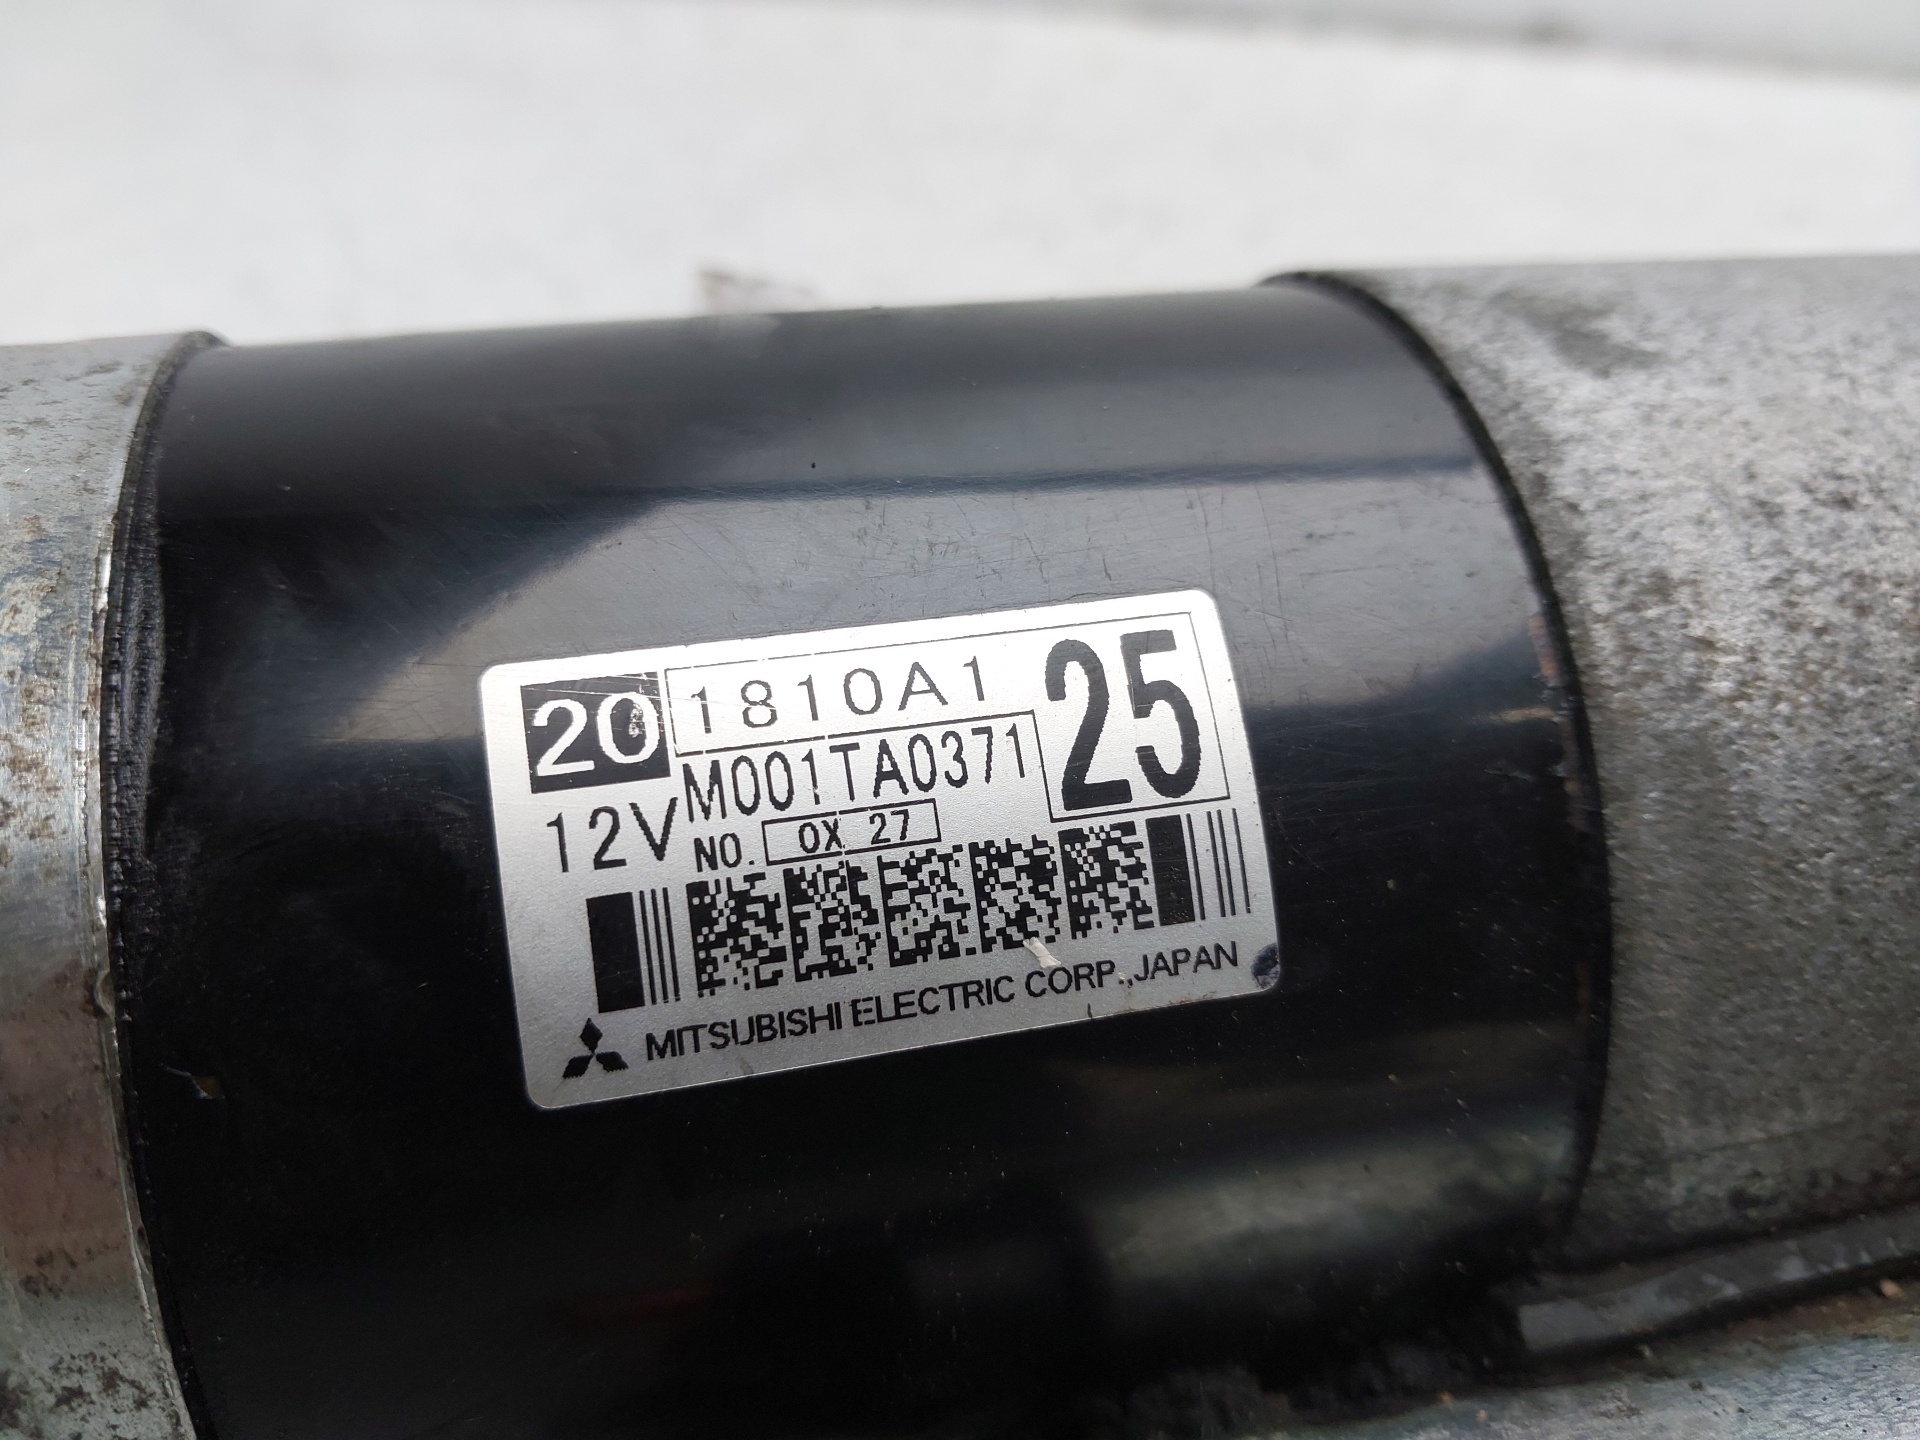 20 1810A1 25
12V M001TA0371
NO. 0X 27
MITSUBISHI ELECTRIC CORP.,JAPAN